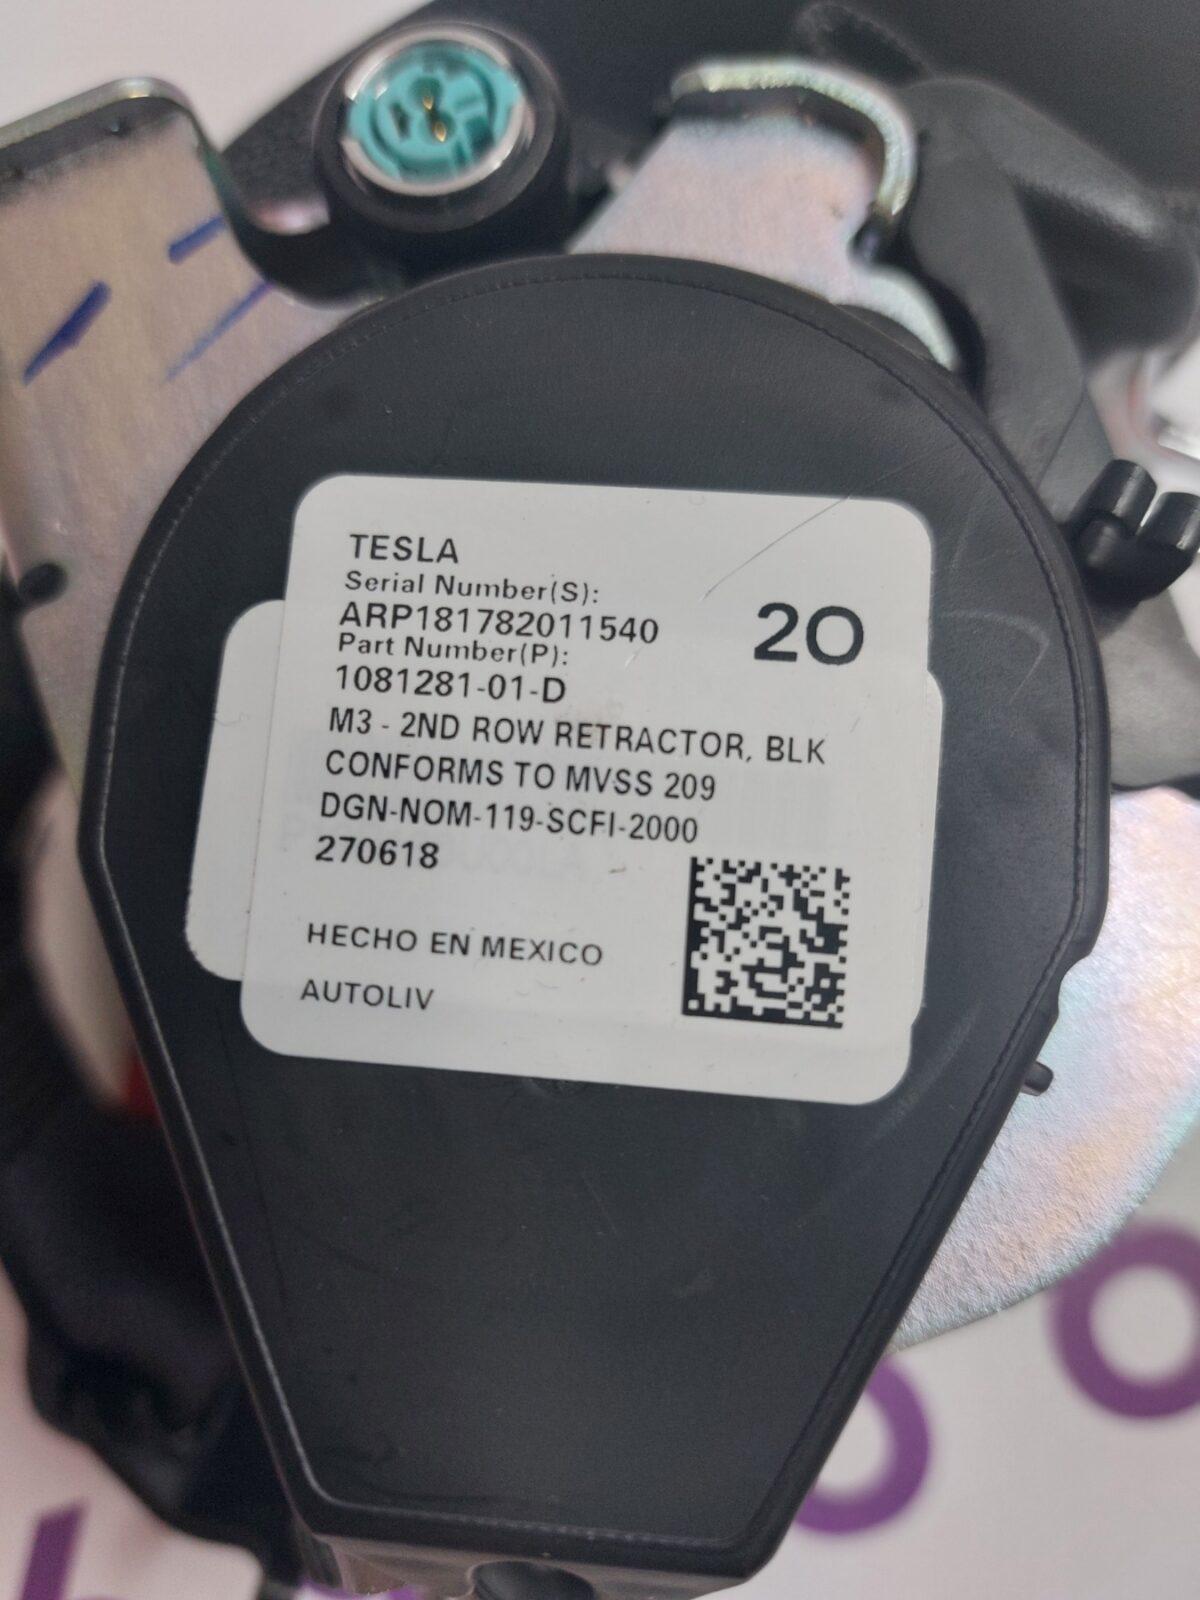 TESLA
Serial Number(S):
ARP181782011540
20
Part Number(P):
1081281-01-D
M3 - 2ND ROW RETRACTOR, BLK
CONFORMS TO MVSS 209
DGN-NOM-119-SCFI-2000
270618
HECHO EN MEXICO
AUTOLIV